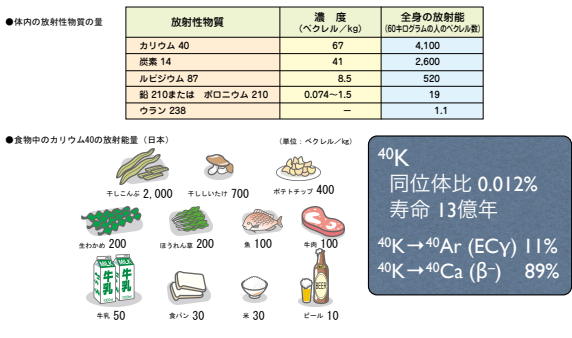 ●体内の放射性物質の量
放射性物質 濃 度 (ベクレル/kg) 全身の放射能 (60キログラムの人のベクレル数)
カリウム 40 67 4,100
炭素 14 41 2,600
ルビジウム 87 8.5 520
鉛 210または ポロニウム 210 0.074〜1.5 19
ウラン 238 − 1.1
●食物中のカリウム40の放射能量(日本) (単位:ベクレル/kg)
干しこんぶ 2,000 干ししいたけ 700 ポテトチップ 400
生わかめ 200 ほうれん草 200 魚 100 牛肉 100
MILK 牛乳 MILK 牛乳 BEER
牛乳 50 食パン 30 米 30 ビール 10
⁴⁰K
同位体比 0.012%
寿命 13億年
⁴⁰K→⁴⁰Ar (ECγ) 11%
⁴⁰K→⁴⁰Ca (β⁻) 89%